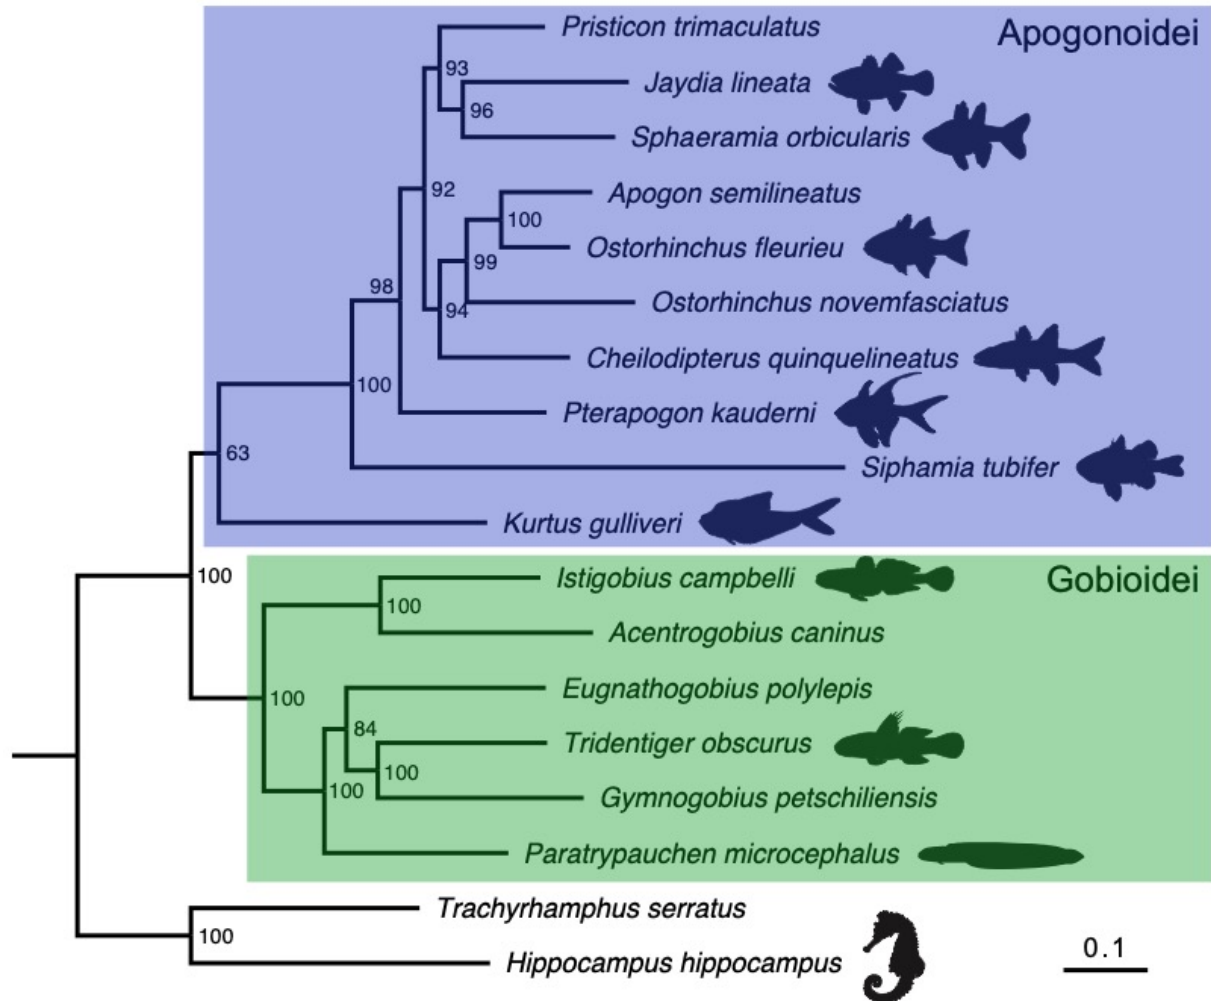 Apogonoidei
Pristicon trimaculatus
93
Jaydia lineata
96
Sphaeramia orbicularis
92
Apogon semilineatus
100
Ostorhinchus fleurieu
99
98
Ostorhinchus novemfasciatus
94
Cheilodipterus quinquelineatus
100
Pterapogon kauderni
63
Siphamia tubifer
Kurtus gulliveri
100
Gobioidei
Istigobius campbelli
100
Acentrogobius caninus
100
Eugnathogobius polylepis
84
Tridentiger obscurus
100
100
Gymnogobius petschiliensis
Paratrypauchen microcephalus
Trachyrhamphus serratus
100
Hippocampus hippocampus
0.1